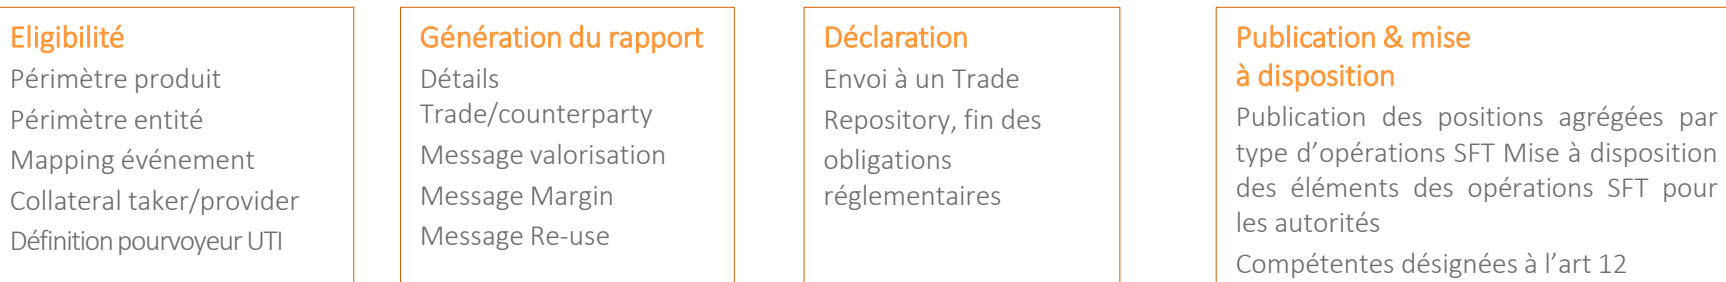 Eligibilité
Périmètre produit
Périmètre entité
Mapping événement
Collateral taker/provider
Définition pourvoyeur UTI
Génération du rapport
Détails
Trade/counterparty
Message valorisation
Message Margin
Message Re-use
Déclaration
Envoi à un Trade
Repository, fin des
obligations
réglementaires
Publication & mise
à disposition
Publication des positions agrégées par
type d’opérations SFT Mise à disposition
des éléments des opérations SFT pour
les autorités
Compétentes désignées à l’art 12